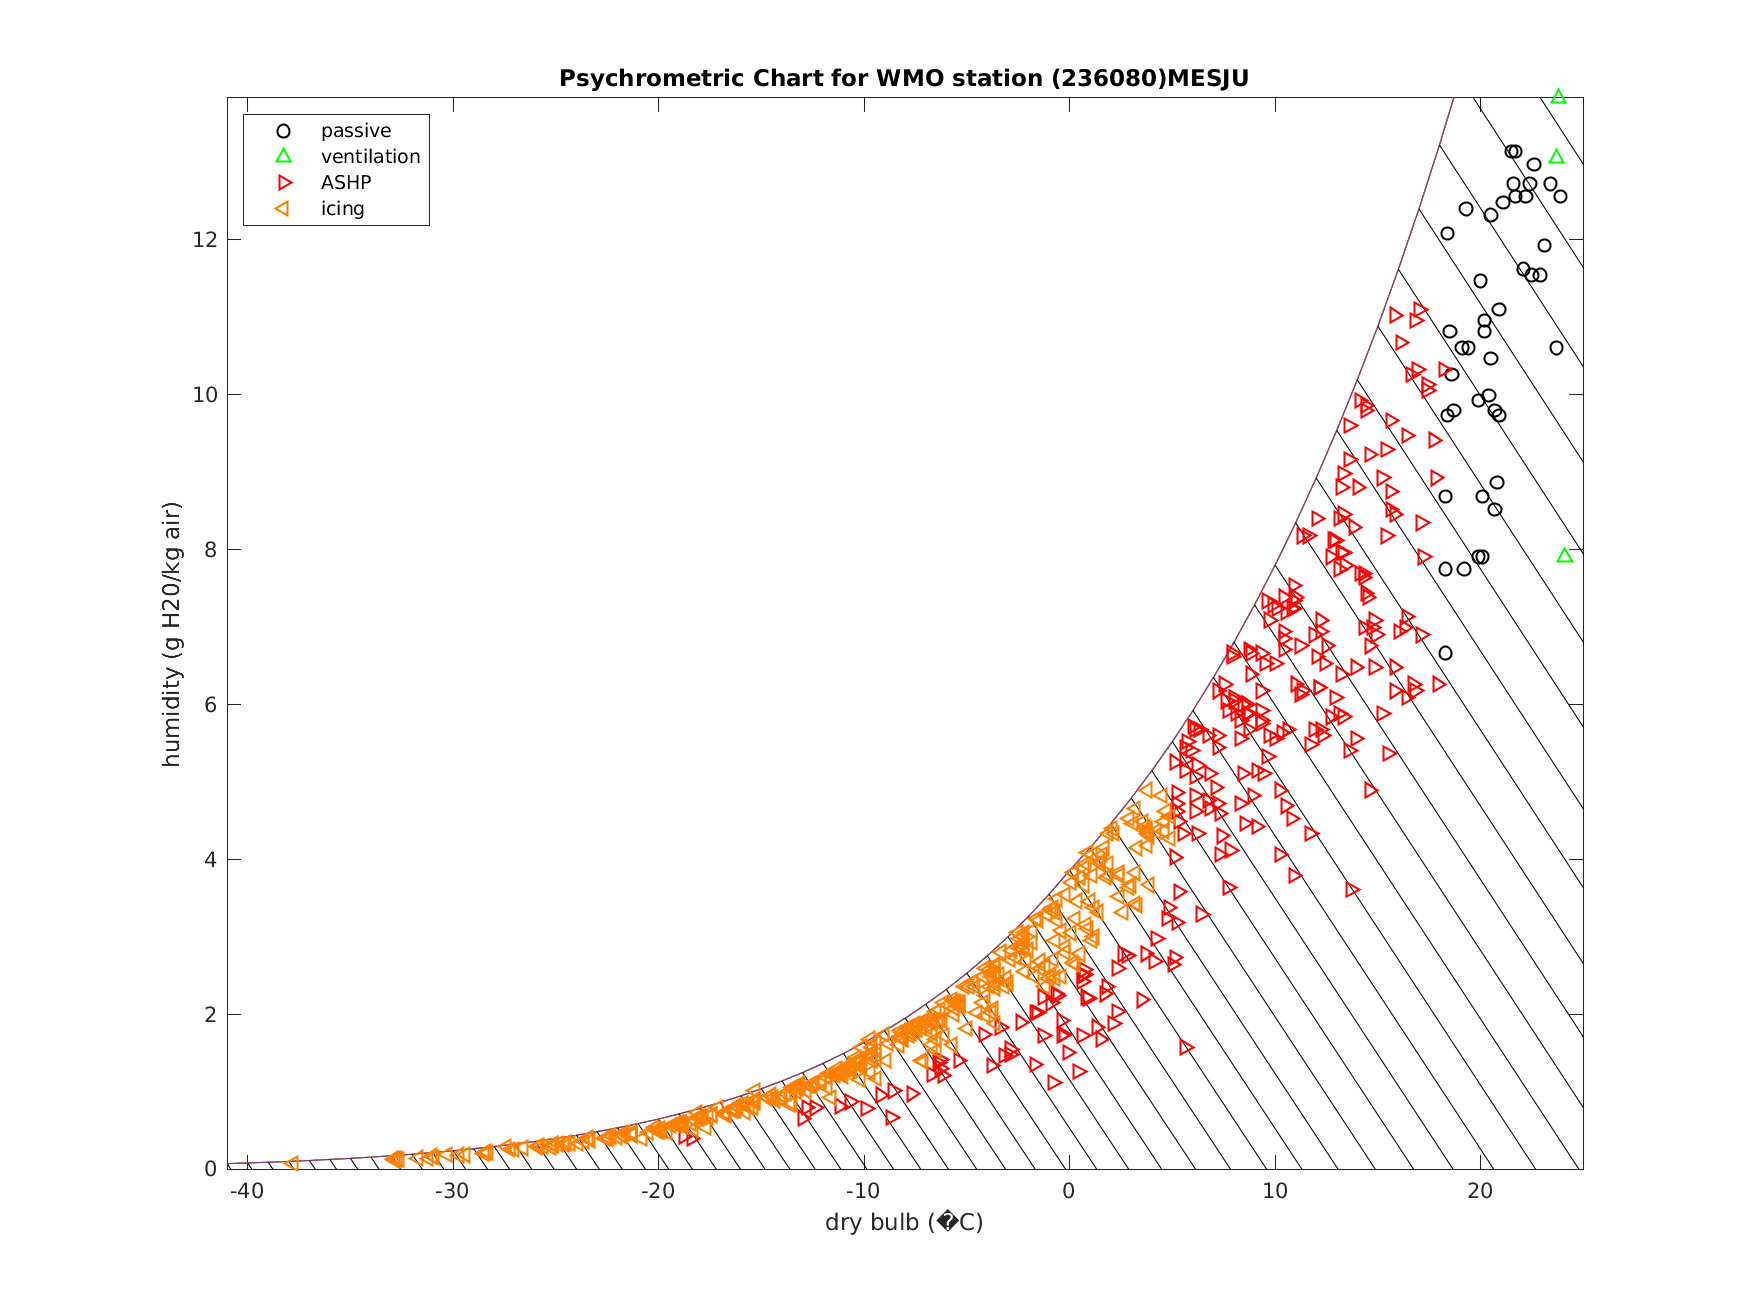 Psychrometric Chart for WMO station (236080)MESJU
passive
ventilation
ASHP
icing
12
10
8
6
4
2
0
humidity (g H20/kg air)
-40 -30 -20 -10 0 10 20
dry bulb (�C)